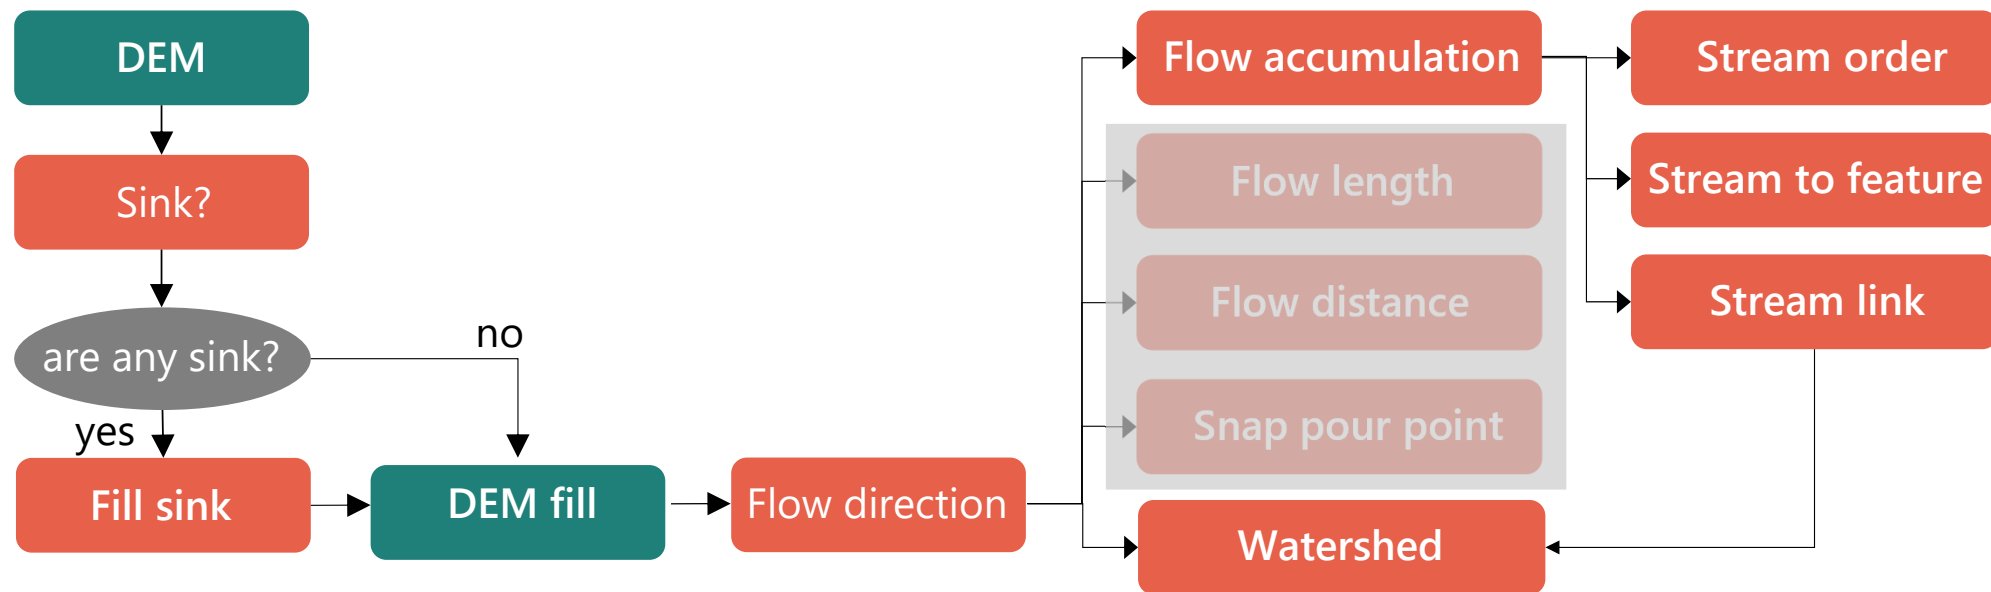 DEM
Sink?
are any sink?
no
yes
Fill sink
DEM fill
Flow direction
Flow accumulation
Flow length
Flow distance
Snap pour point
Watershed
Stream order
Stream to feature
Stream link